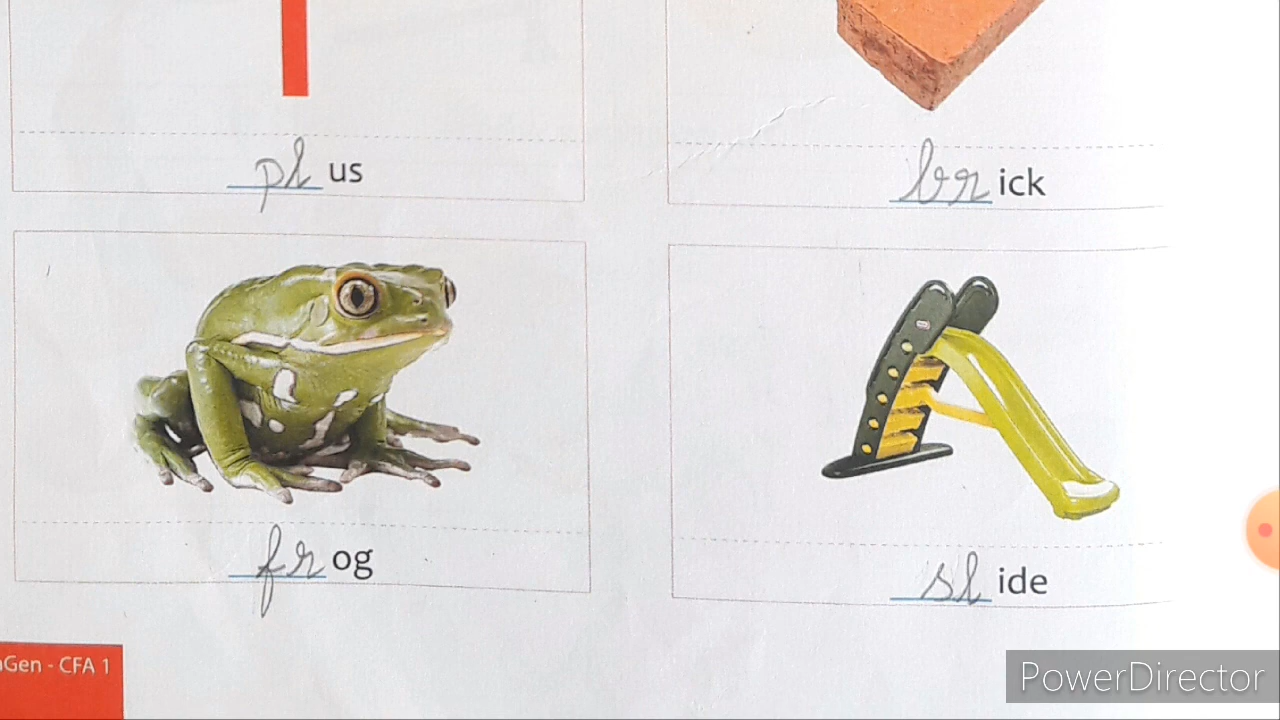 plus
brick
frog
slide
Gen - CFA 1
PowerDirector